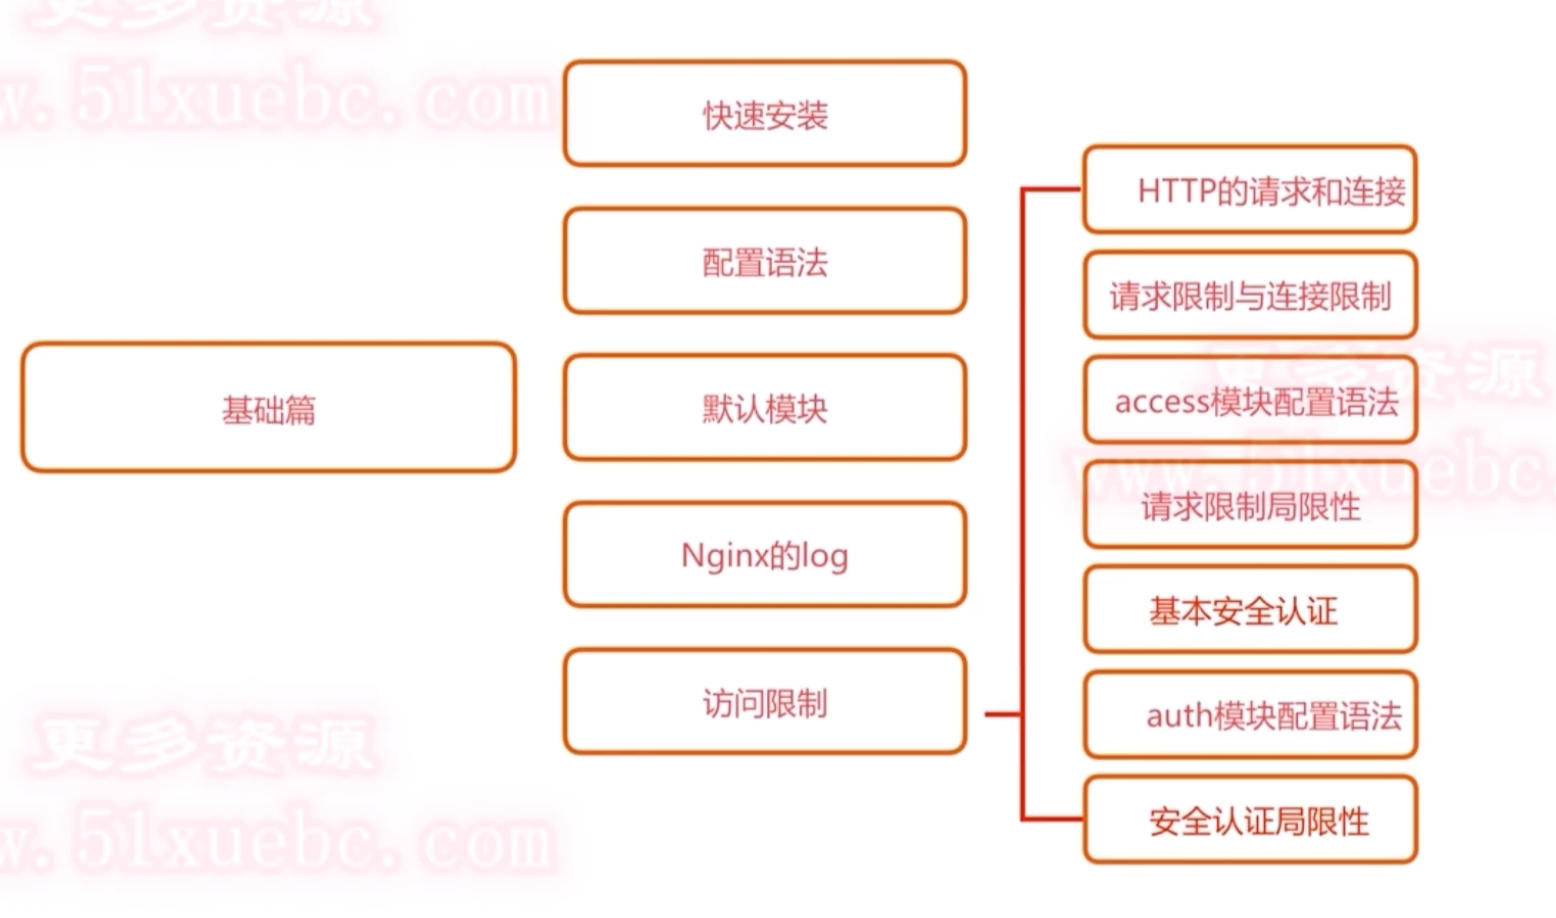 更多资源
w.51xuebc.com
快速安装
配置语法
基础篇
默认模块
Nginx的log
访问限制
HTTP的请求和连接
请求限制与连接限制
更多资源
access模块配置语法
www.51xuebc.
请求限制局限性
基本安全认证
auth模块配置语法
安全认证局限性
更多资源
w.51xuebc.com